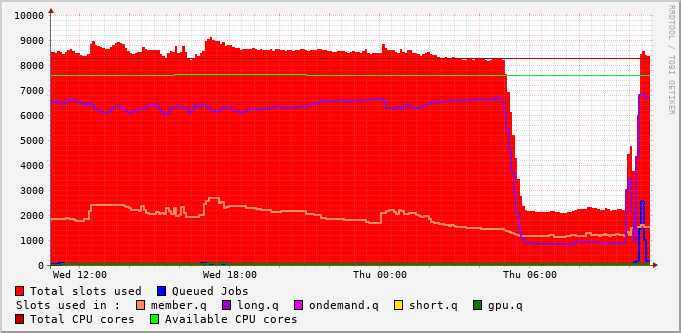 10000
9000
8000
7000
6000
5000
4000
3000
2000
1000
0
Wed 12:00 Wed 18:00 Thu 00:00 Thu 06:00
Total slots used Queued Jobs
Slots used in : member.q long.q ondemand.q short.q gpu.q
Total CPU cores Available CPU cores
RRDTOOL / TOBI OETIKER